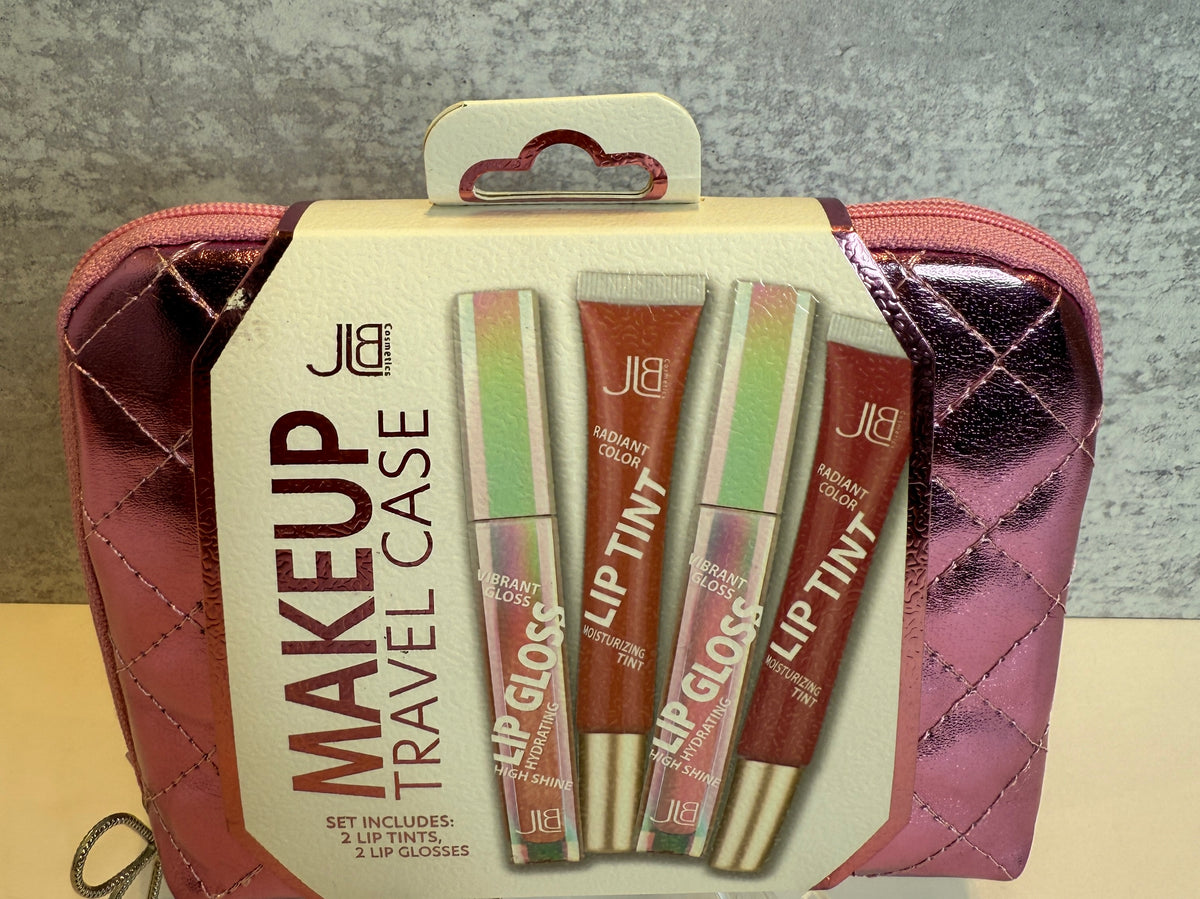 JLB
Cosmetics
MAKEUP
TRAVEL CASE
SET INCLUDES:
2 LIP TINTS,
2 LIP GLOSSES
VIBRANT
GLOSS
LIP GLOSS
HYDRATING
HIGH SHINE
JLB
JLB
Cosmetics
RADIANT
COLOR
LIP TINT
MOISTURIZING
TINT
VIBRANT
GLOSS
LIP GLOSS
HYDRATING
HIGH SHINE
JLB
JLB
Cosmetics
RADIANT
COLOR
LIP TINT
MOISTURIZING
TINT